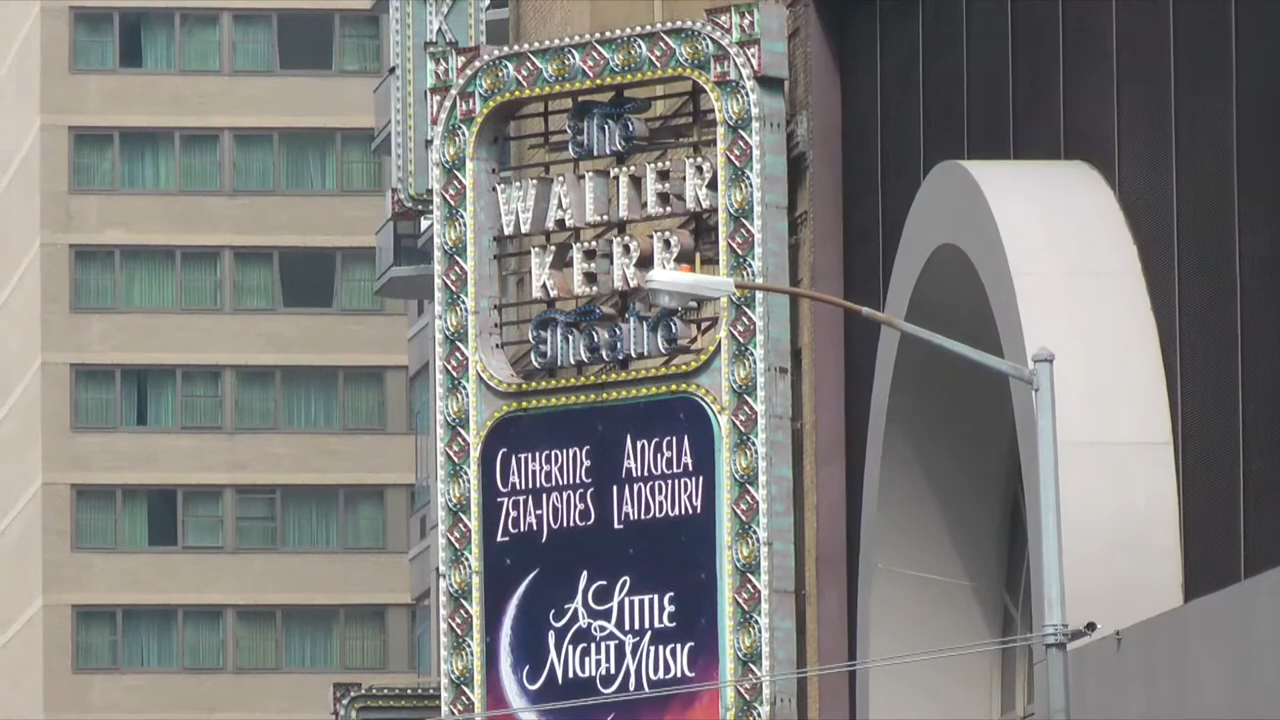 The
WALTER
KERR
Theatre
CATHERINE
ZETA-JONES
ANGELA
LANSBURY
A LITTLE
NIGHT MUSIC